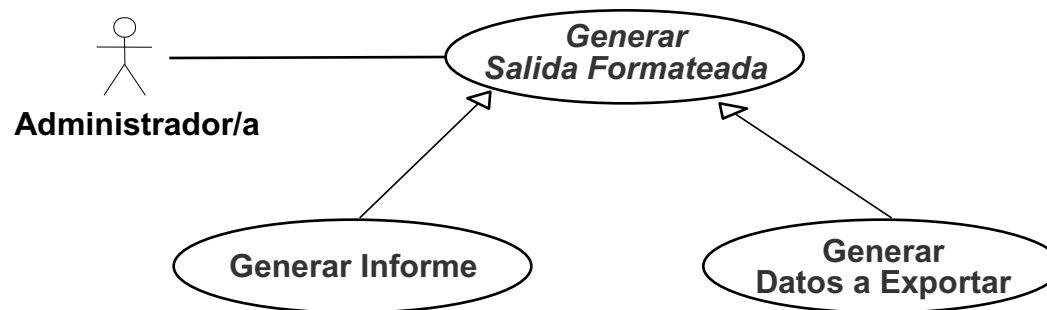 Generar
Salida Formateada
Administrador/a
Generar Informe
Generar
Datos a Exportar